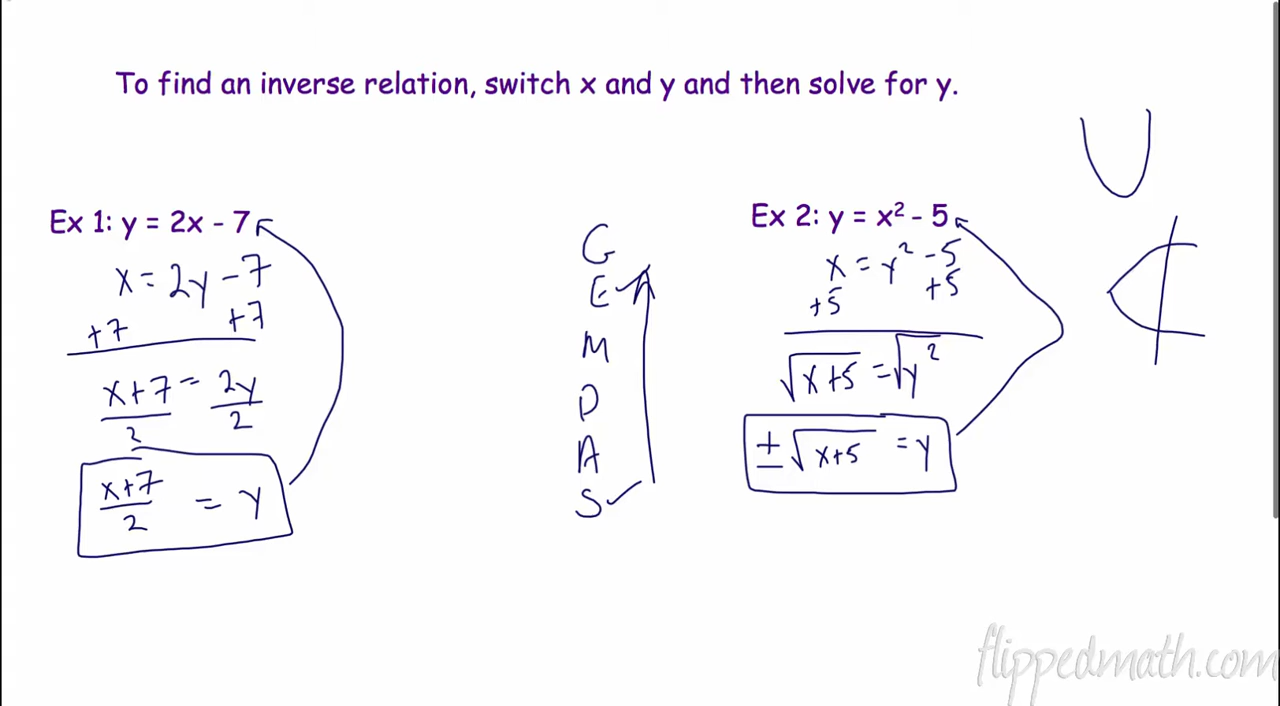 To find an inverse relation, switch x and y and then solve for y.
Ex 1: y = 2x - 7
x = 2y - 7
+7 +7
x+7 = 2y
2 2
x+7 = y
2
G
E
M
D
A
S
Ex 2: y = x² - 5
x = y² - 5
+5 +5
√x+5 = √y²
± √x+5 = y
flippedmath.com